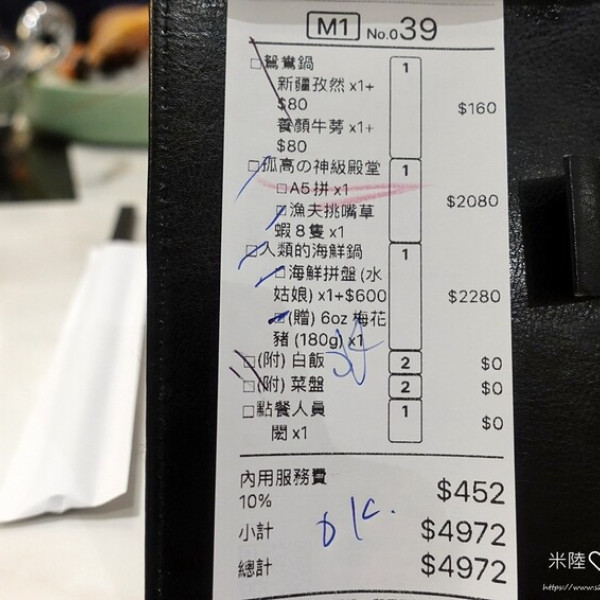 M1 No.039
□鴛鴦鍋 1
新疆孜然 x1+
$80 $160
養顏牛蒡 x1+
$80
□孤高の神級殿堂 1
□A5拼 x1 $2080
□漁夫挑嘴草
蝦8隻 x1
□人類的海鮮鍋 1
□海鮮拼盤(水
姑娘) x1+$600 $2280
□(贈) 6oz 梅花
豬 (180g) x1
□(附) 白飯 2 $0
□(附) 菜盤 2 $0
□點餐人員 1 $0
閎 x1
內用服務費
10% $452
小計 $4972
總計 $4972
ok.
米陸♡